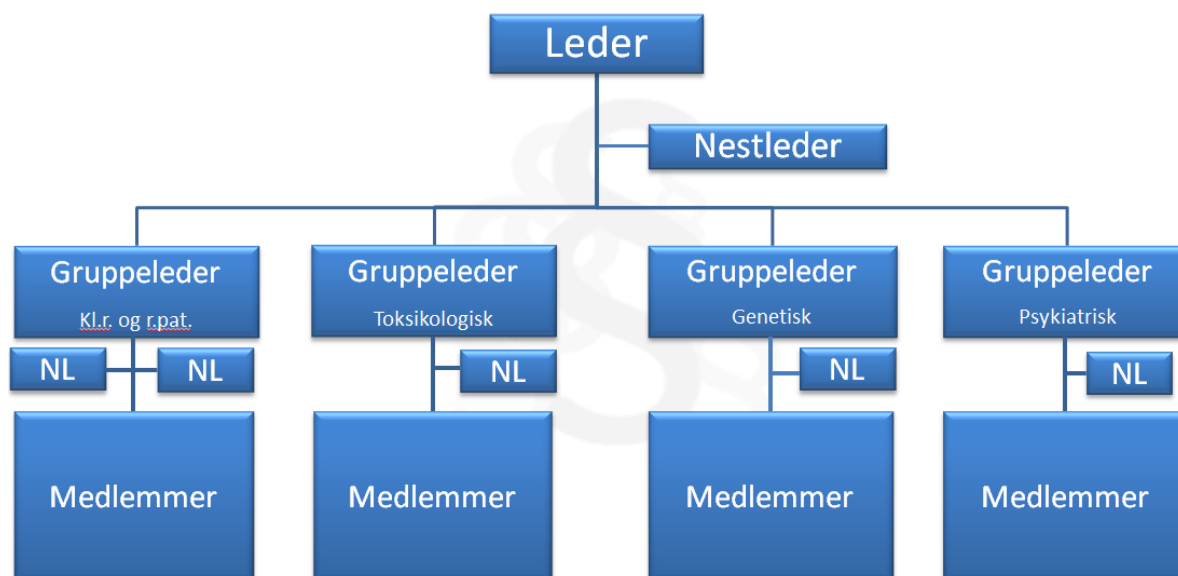 Leder
Nestleder
Gruppeleder
Kl.r. og r.pat.
Gruppeleder
Toksikologisk
Gruppeleder
Genetisk
Gruppeleder
Psykiatrisk
NL
NL
NL
NL
NL
Medlemmer
Medlemmer
Medlemmer
Medlemmer